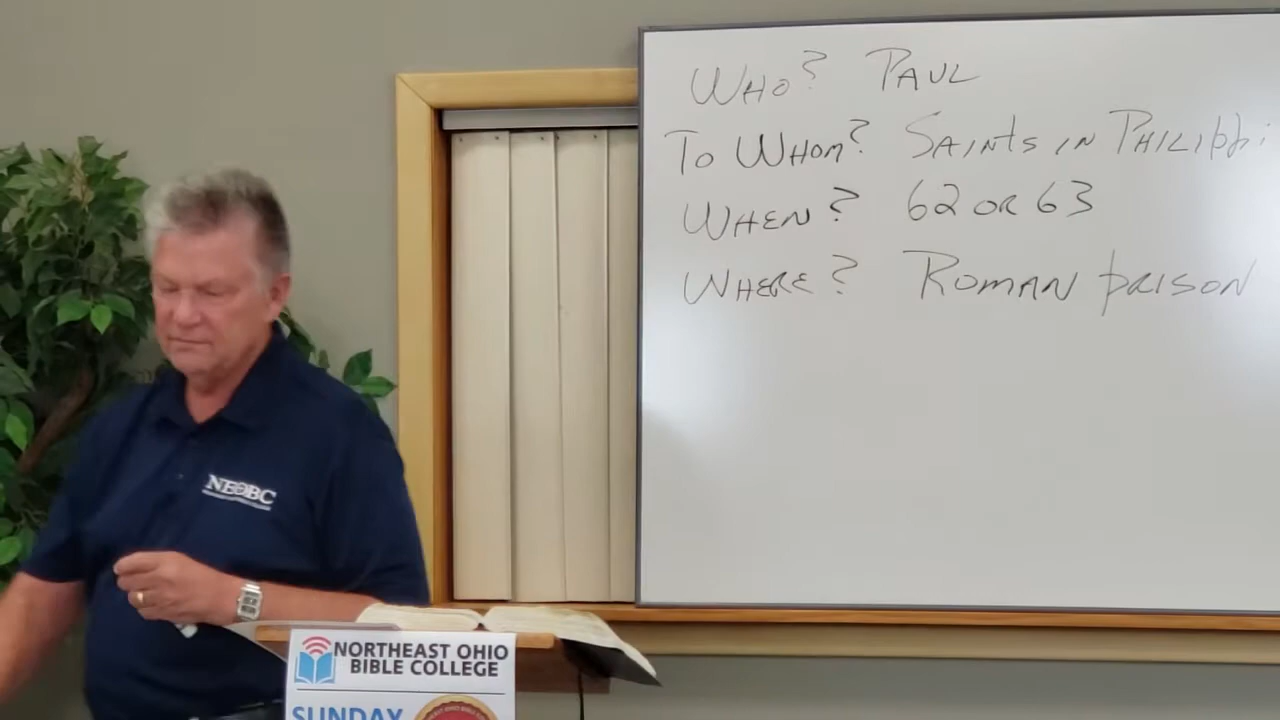 WHO? PAUL
TO WHOM? SAINTS IN PHILIPPI
WHEN? 62 OR 63
WHERE? ROMAN PRISON
NEOBC
NORTHEAST OHIO
BIBLE COLLEGE
SUNDAY